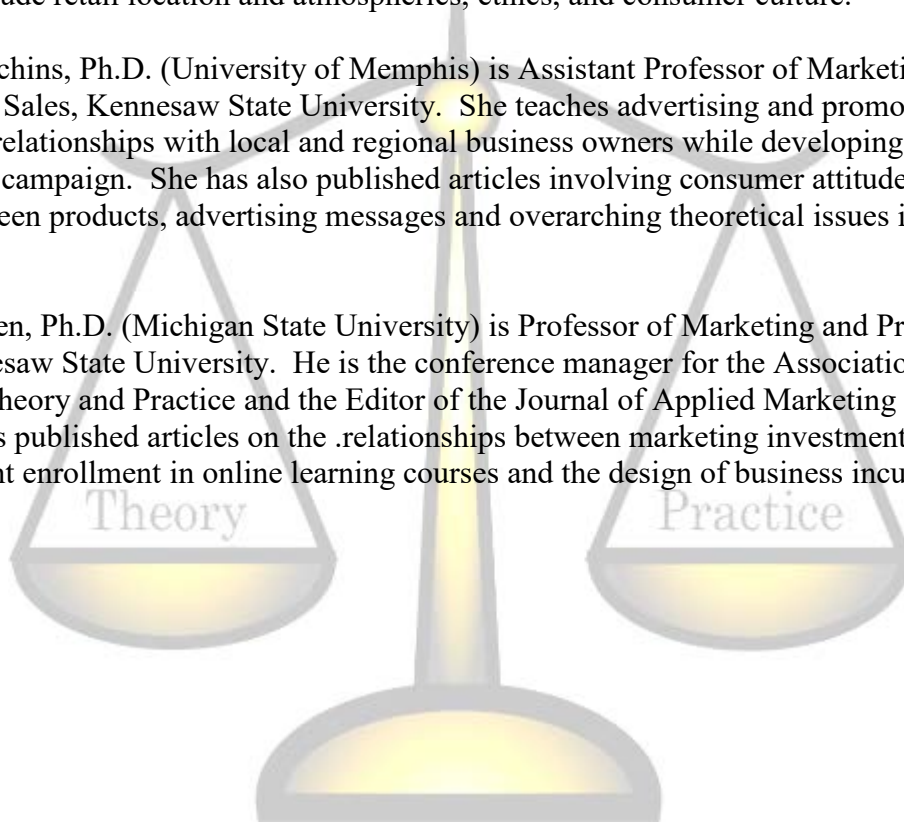 ude retail location and atmospherics, ethics, and consumer culture.
chins, Ph.D. (University of Memphis) is Assistant Professor of Marketi
Sales, Kennesaw State University. She teaches advertising and promo
relationships with local and regional business owners while developing
campaign. She has also published articles involving consumer attitude
een products, advertising messages and overarching theoretical issues i
en, Ph.D. (Michigan State University) is Professor of Marketing and Pr
esaw State University. He is the conference manager for the Associatio
heory and Practice and the Editor of the Journal of Applied Marketing
s published articles on the .relationships between marketing investment
nt enrollment in online learning courses and the design of business incu
Theory Practice